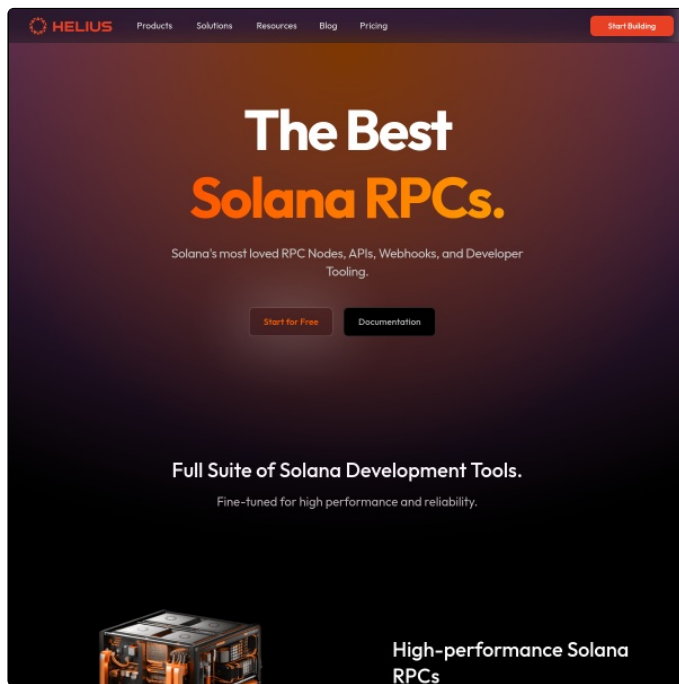 HELIUS
Products
Solutions
Resources
Blog
Pricing
Start Building
The Best
Solana RPCs.
Solana's most loved RPC Nodes, APIs, Webhooks, and Developer
Tooling.
Start for Free
Documentation
Full Suite of Solana Development Tools.
Fine-tuned for high performance and reliability.
High-performance Solana
RPCs